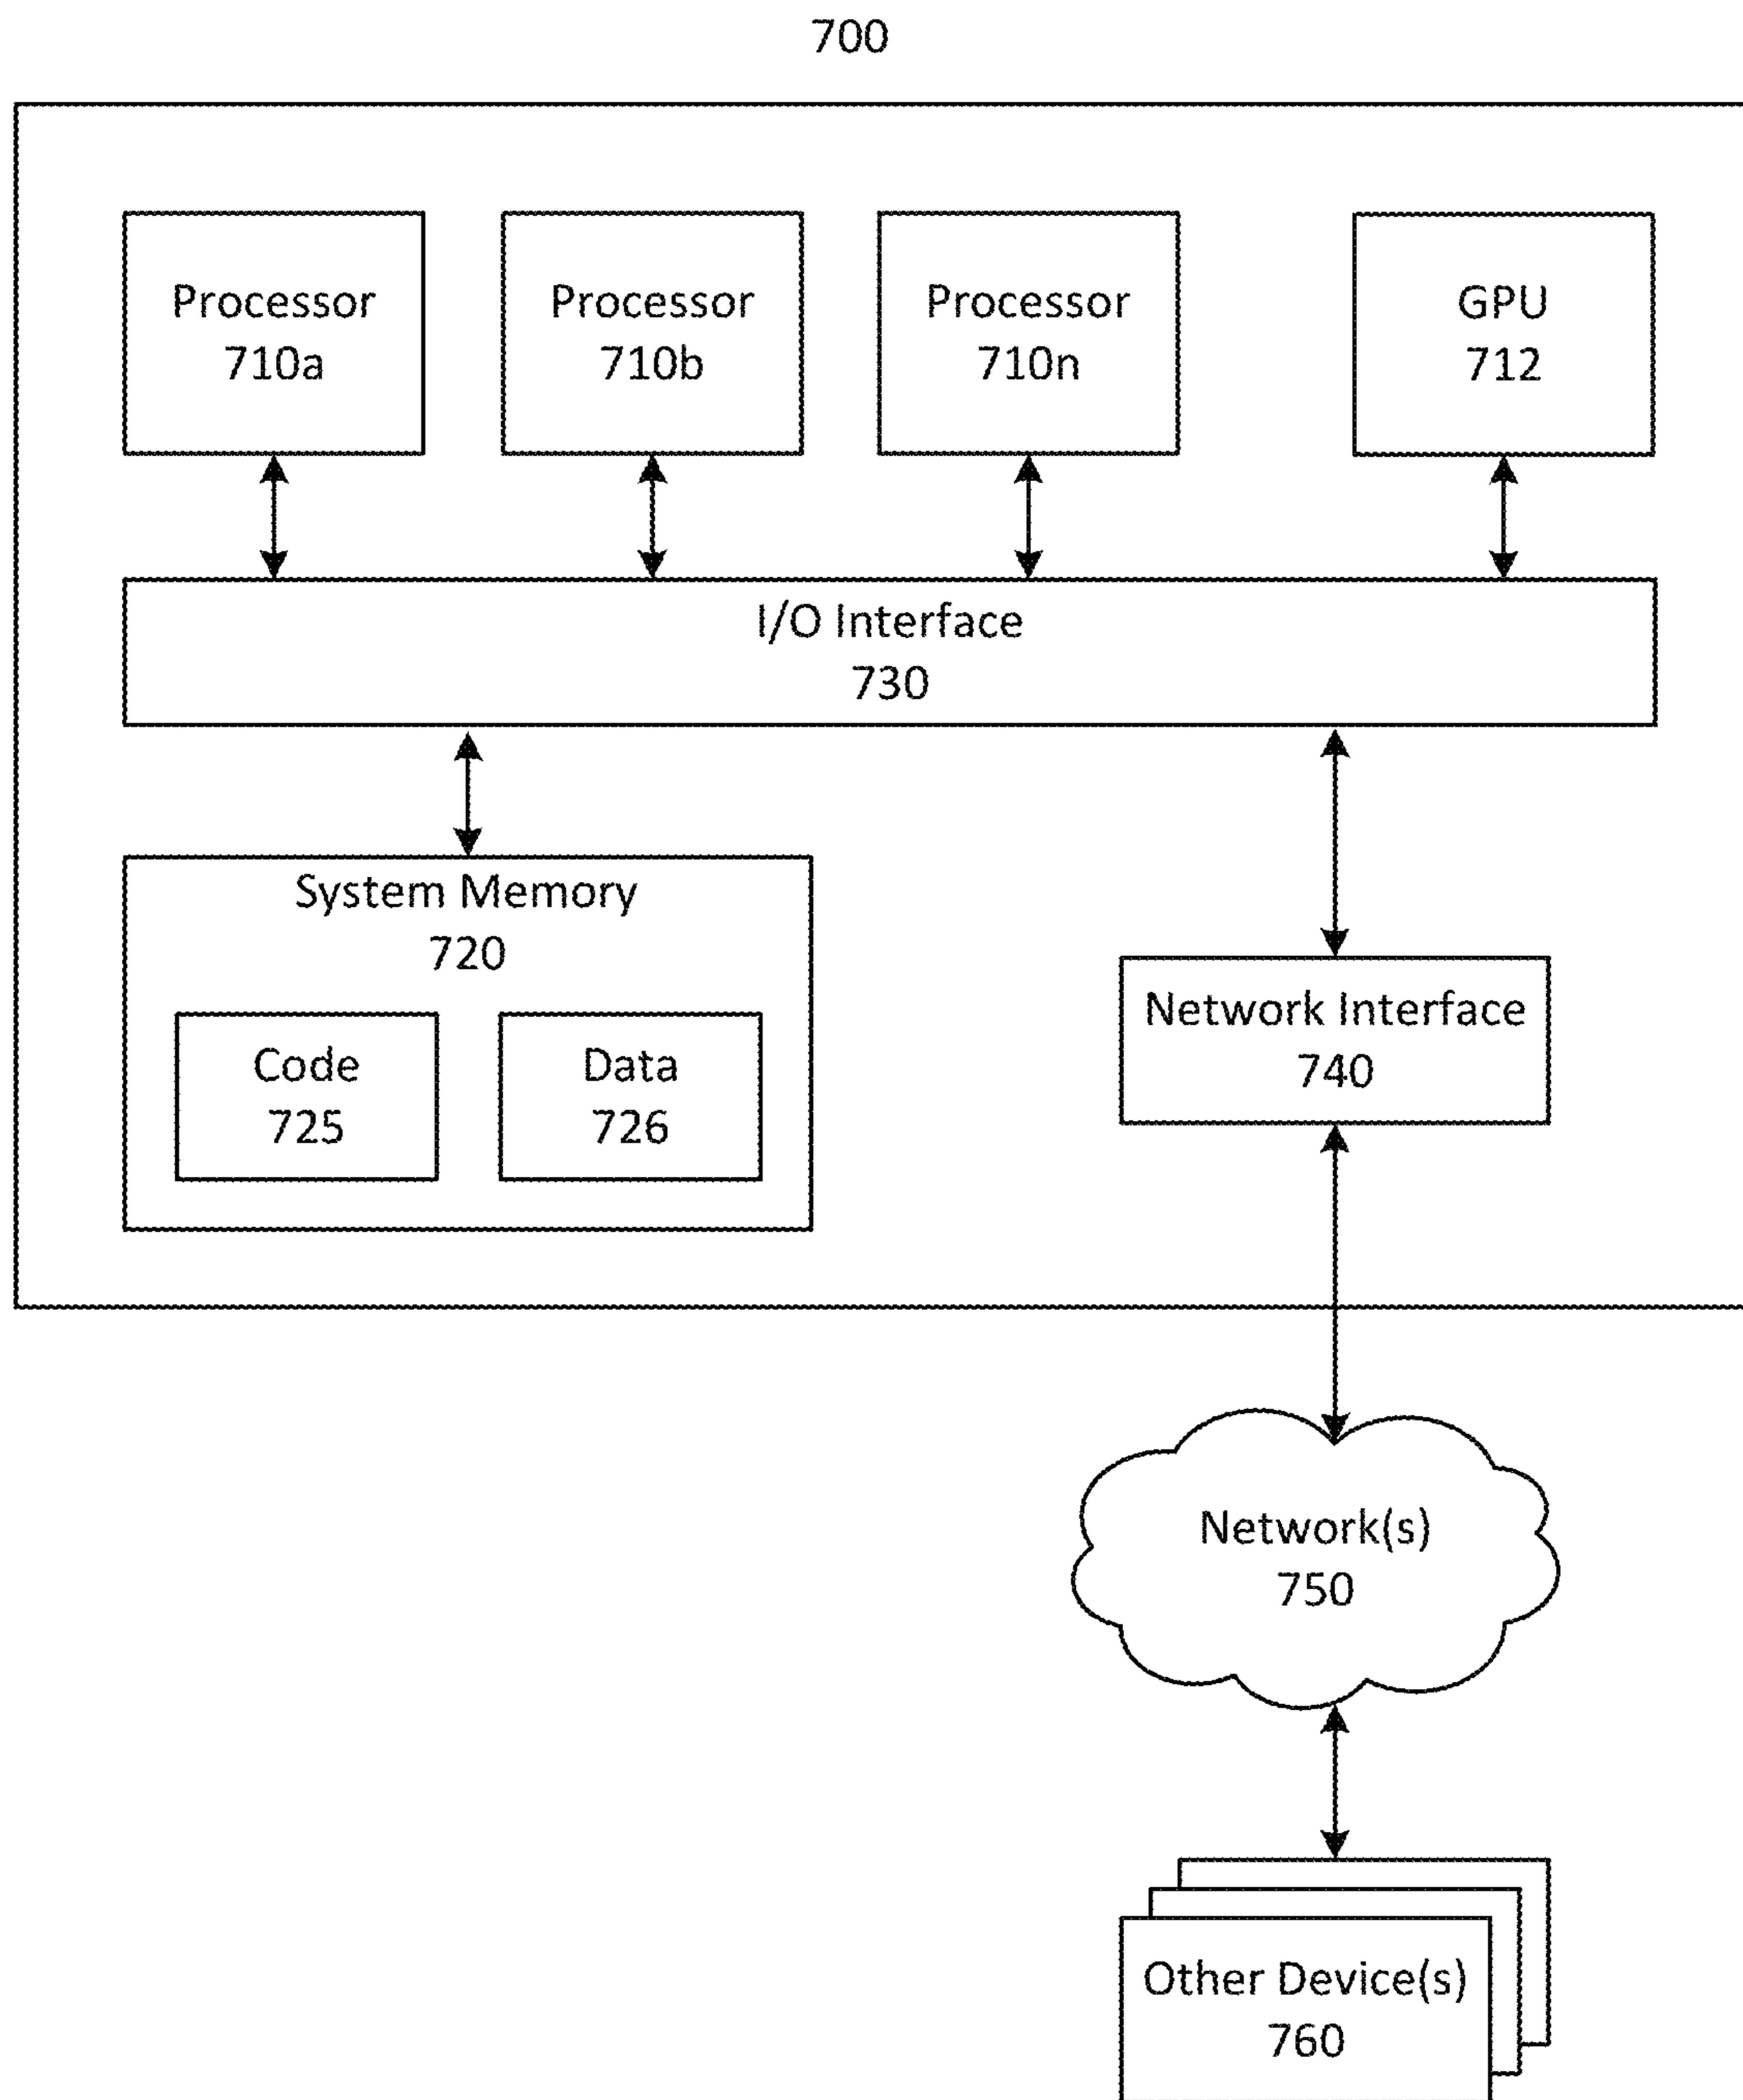 700
Processor
710a
Processor
710b
Processor
710n
GPU
712
I/O Interface
730
System Memory
720
Code
725
Data
726
Network Interface
740
Network(s)
750
Other Device(s)
760